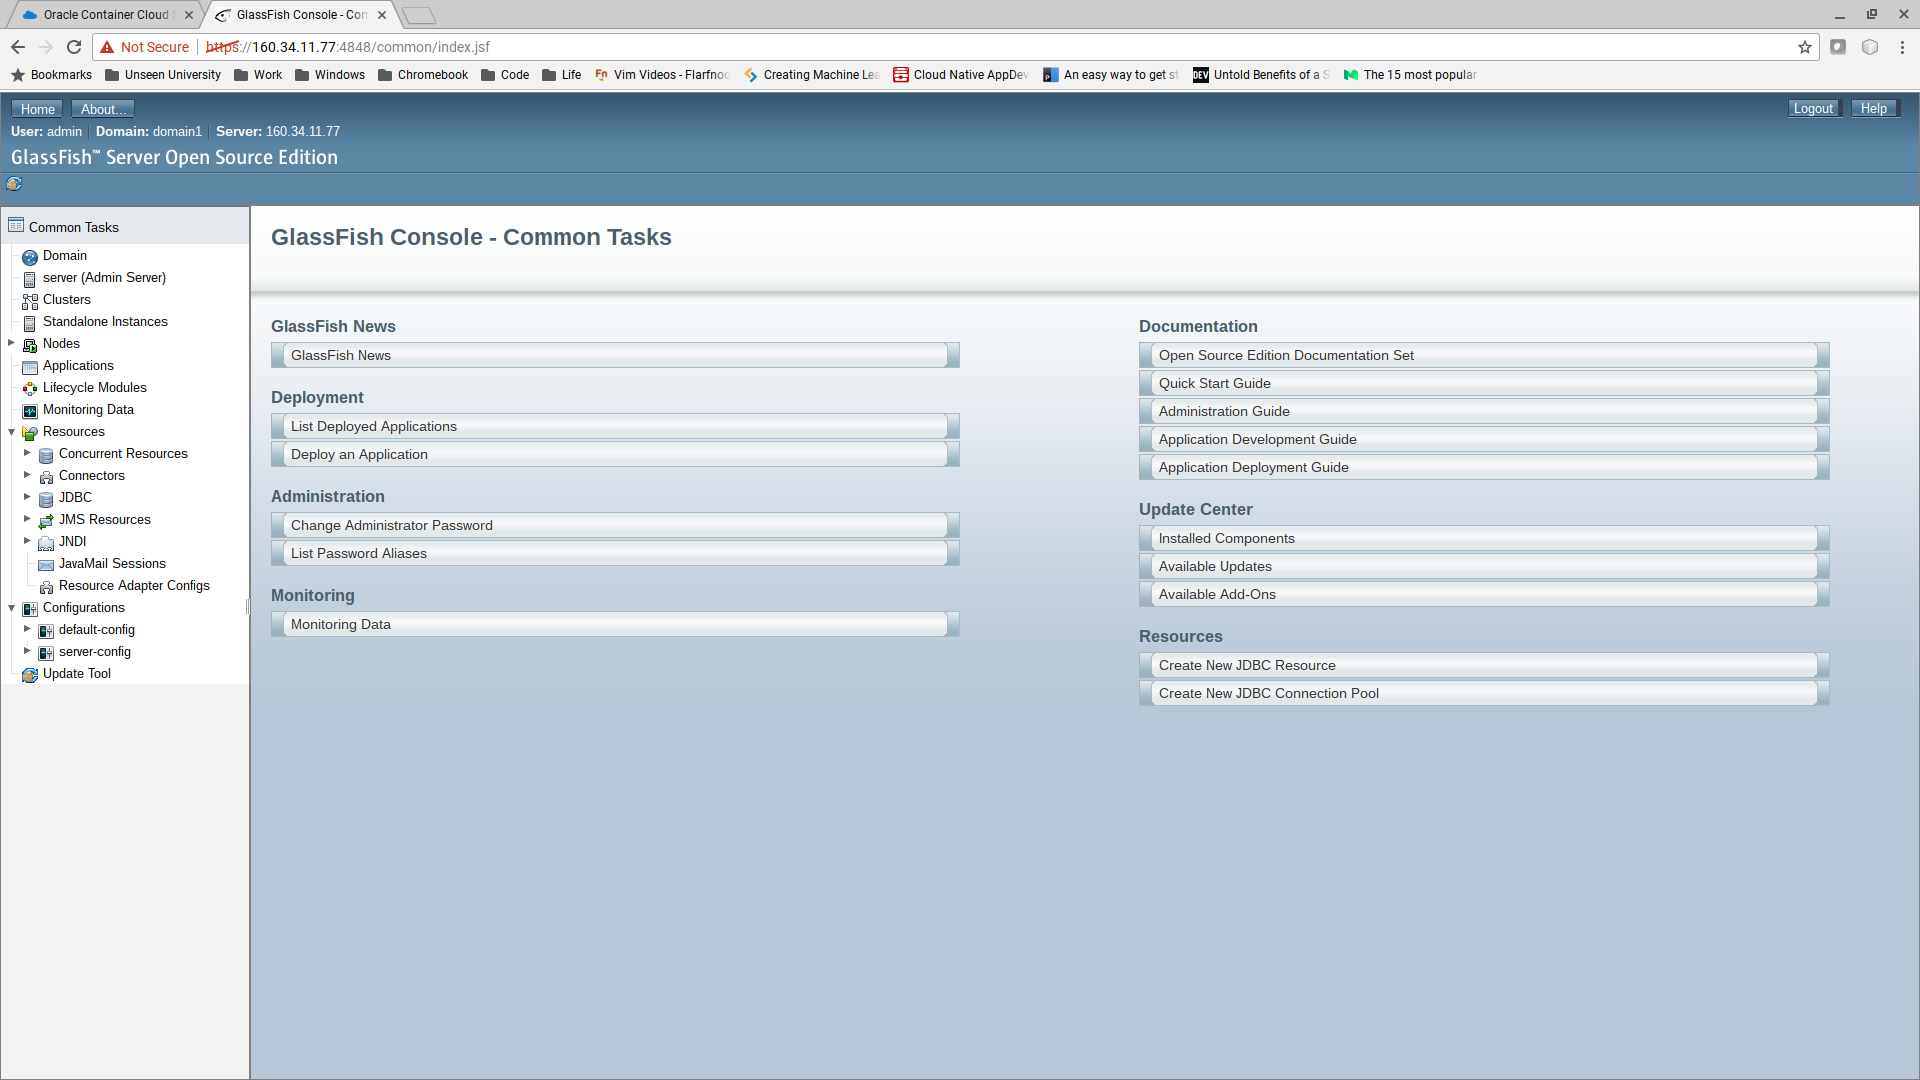 Oracle Container Cloud S
GlassFish Console - Com
Not Secure https://160.34.11.77:4848/common/index.jsf
Bookmarks Unseen University Work Windows Chromebook Code Life Vim Videos - Flarfnoo Creating Machine Lea Cloud Native AppDev An easy way to get st DEV Untold Benefits of a S The 15 most popular
Home About... Logout Help
User: admin Domain: domain1 Server: 160.34.11.77
GlassFish™ Server Open Source Edition
Common Tasks
Domain
server (Admin Server)
Clusters
Standalone Instances
Nodes
Applications
Lifecycle Modules
Monitoring Data
Resources
Concurrent Resources
Connectors
JDBC
JMS Resources
JNDI
JavaMail Sessions
Resource Adapter Configs
Configurations
default-config
server-config
Update Tool
GlassFish Console - Common Tasks
GlassFish News
GlassFish News
Deployment
List Deployed Applications
Deploy an Application
Administration
Change Administrator Password
List Password Aliases
Monitoring
Monitoring Data
Documentation
Open Source Edition Documentation Set
Quick Start Guide
Administration Guide
Application Development Guide
Application Deployment Guide
Update Center
Installed Components
Available Updates
Available Add-Ons
Resources
Create New JDBC Resource
Create New JDBC Connection Pool